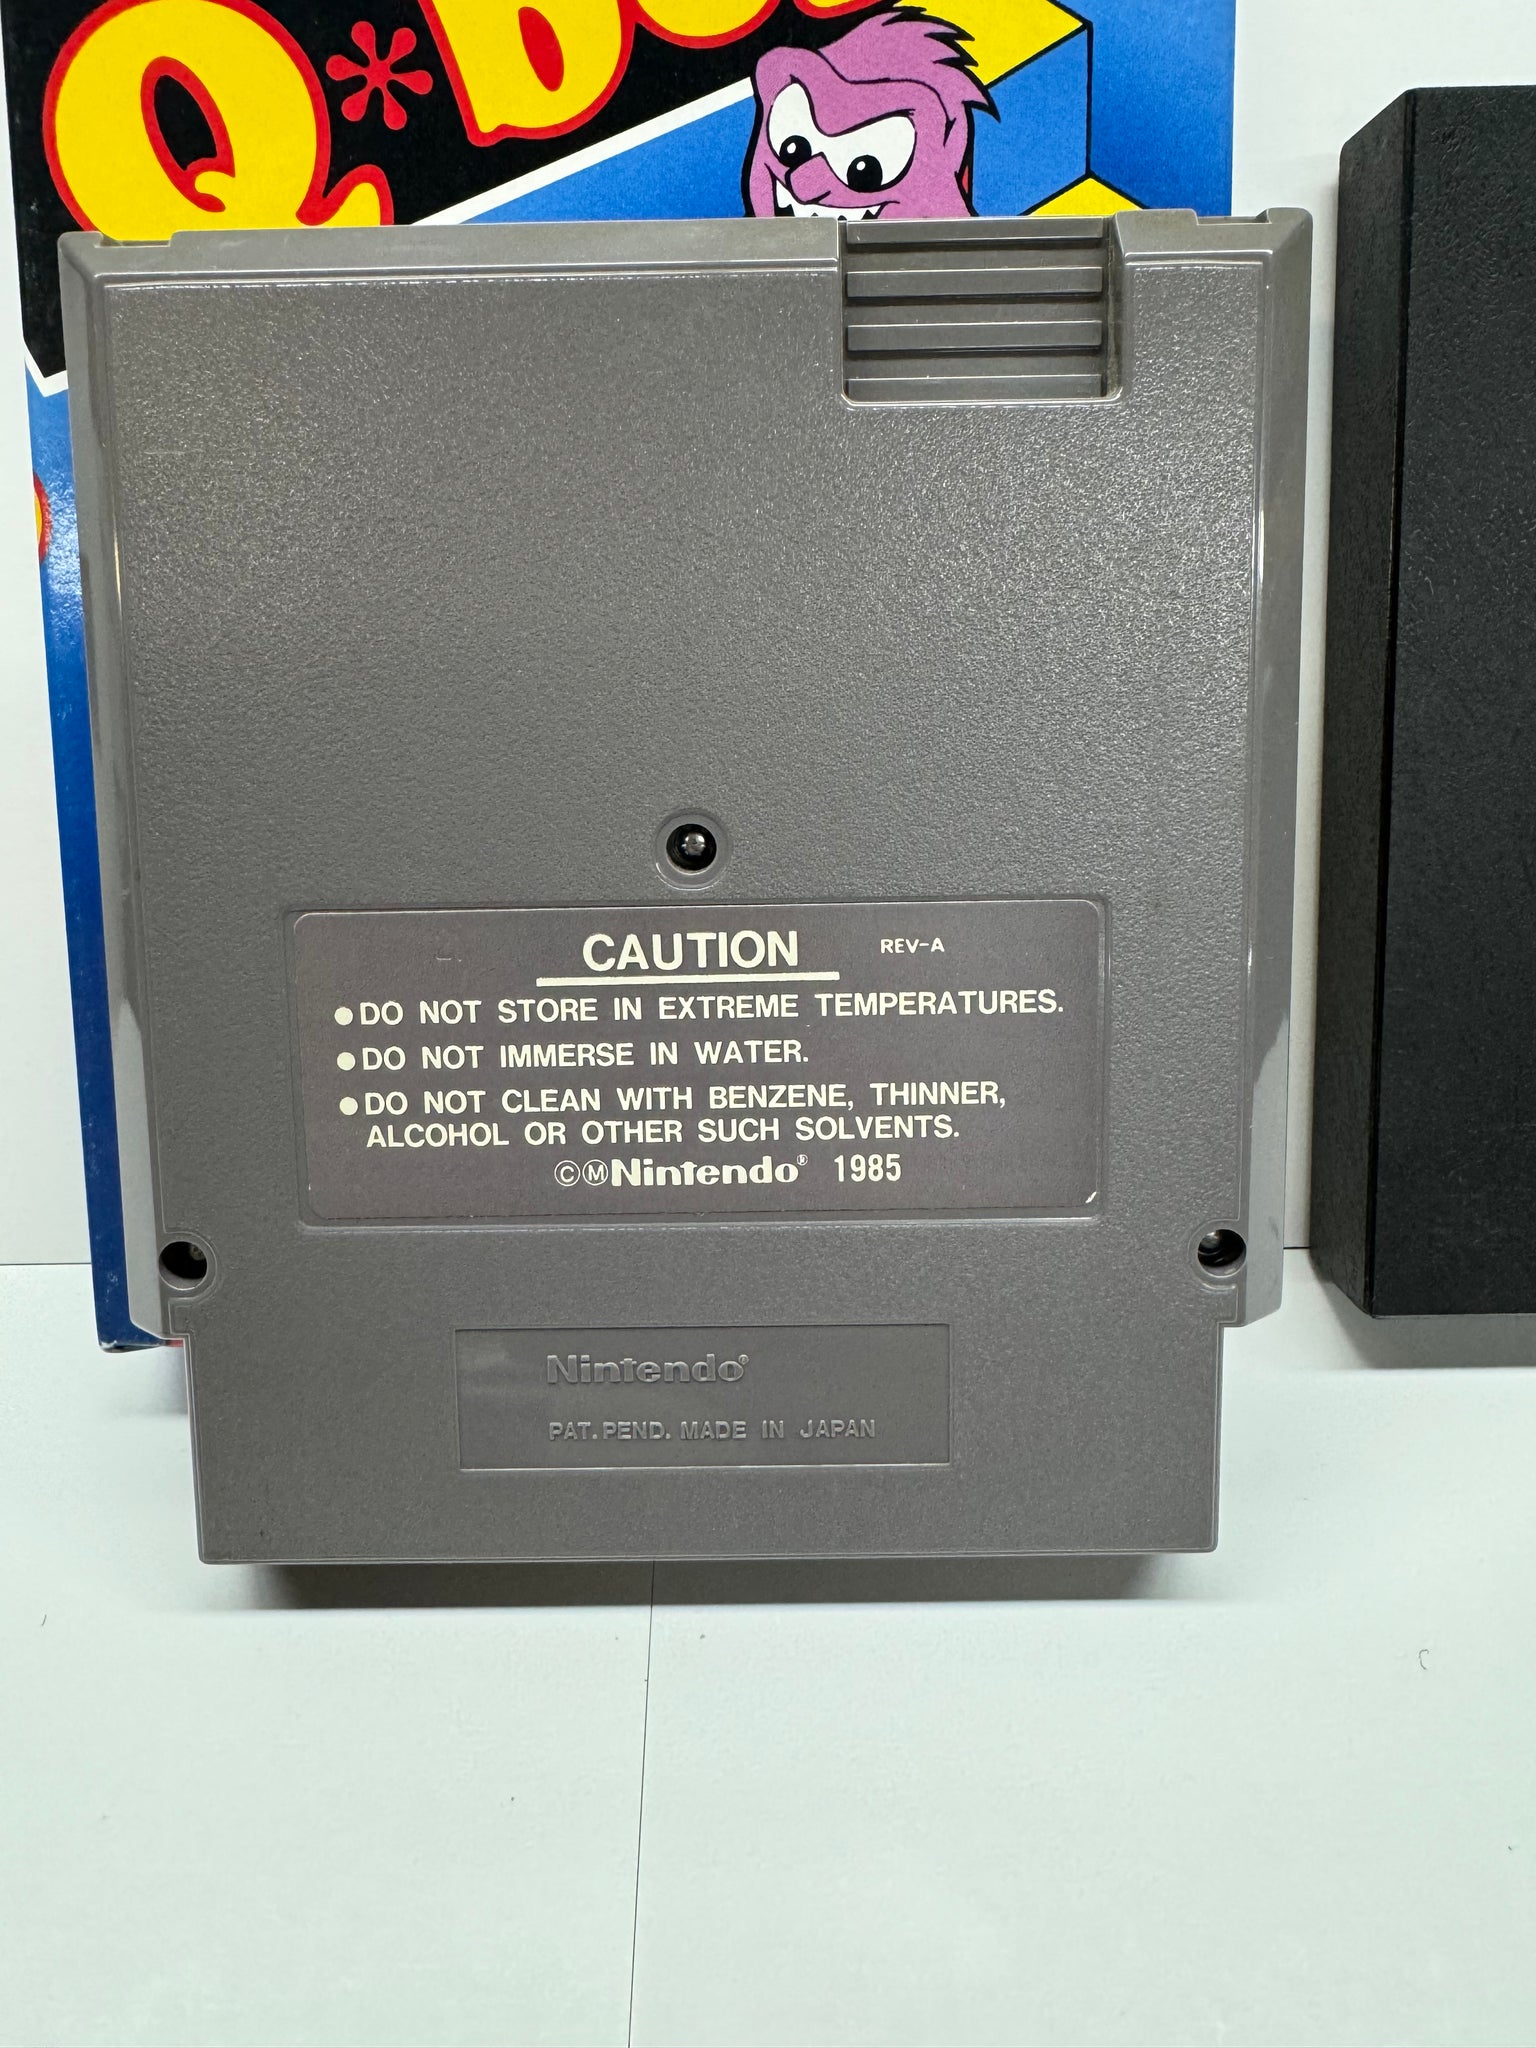 Q*
CAUTION REV-A
●DO NOT STORE IN EXTREME TEMPERATURES.
●DO NOT IMMERSE IN WATER.
●DO NOT CLEAN WITH BENZENE, THINNER,
ALCOHOL OR OTHER SUCH SOLVENTS.
©ⓂNintendo® 1985
Nintendo®
PAT. PEND. MADE IN JAPAN